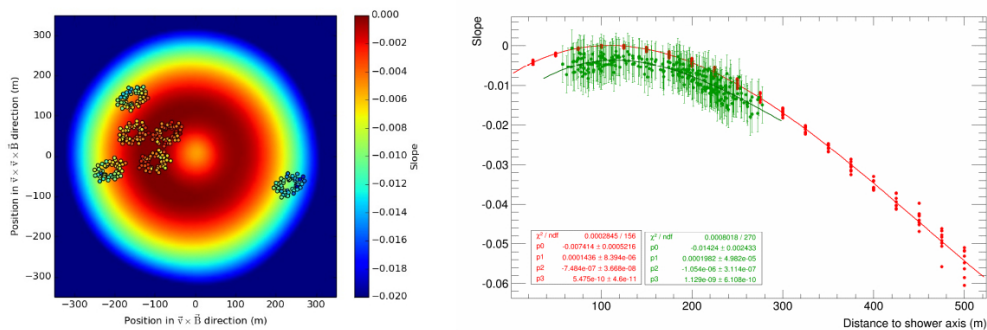 300
200
100
0
−100
−200
−300
Position in v⃗ × v⃗ × B⃗ direction (m)
−300 −200 −100 0 100 200 300
Position in v⃗ × B⃗ direction (m)
0.000
−0.002
−0.004
−0.006
−0.008
−0.010
−0.012
−0.014
−0.016
−0.018
−0.020
Slope
Slope
0
-0.01
-0.02
-0.03
-0.04
-0.05
-0.06
χ² / ndf 0.0002845 / 156
p0 -0.007414 ± 0.0005216
p1 0.0001436 ± 8.394e-06
p2 -7.484e-07 ± 3.668e-08
p3 5.475e-10 ± 4.6e-11
χ² / ndf 0.0008018 / 270
p0 -0.01424 ± 0.002433
p1 0.0001982 ± 4.982e-05
p2 -1.054e-06 ± 3.114e-07
p3 1.129e-09 ± 6.108e-10
100 200 300 400 500
Distance to shower axis (m)